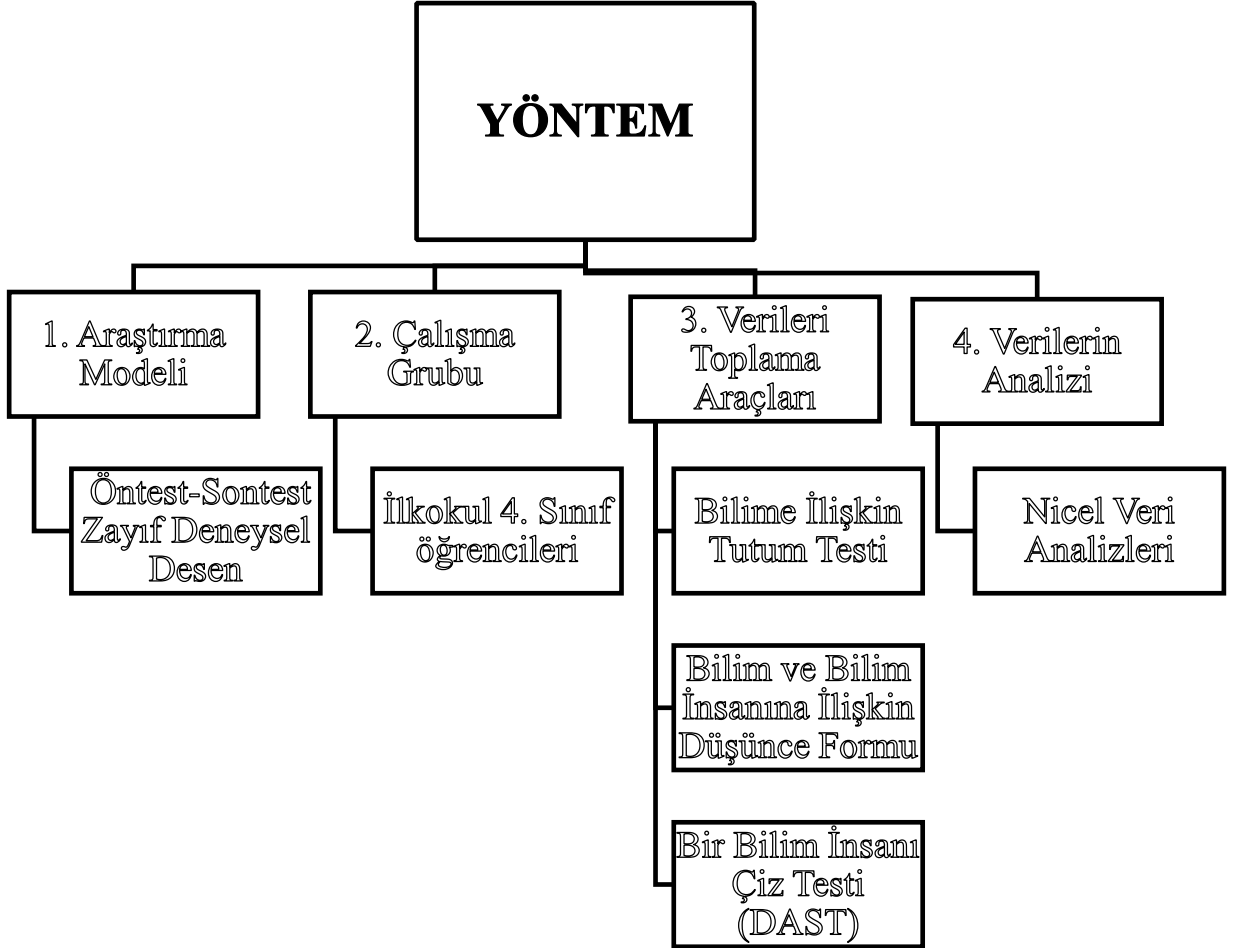 YÖNTEM
1. Araştırma
Modeli
2. Çalışma
Grubu
3. Verileri
Toplama
Araçları
4. Verilerin
Analizi
Öntest-Sontest
Zayıf Deneysel
Desen
İlkokul 4. Sınıf
öğrencileri
Bilime İlişkin
Tutum Testi
Nicel Veri
Analizleri
Bilim ve Bilim
İnsanına İlişkin
Düşünce Formu
Bir Bilim İnsanı
Çiz Testi
(DAST)